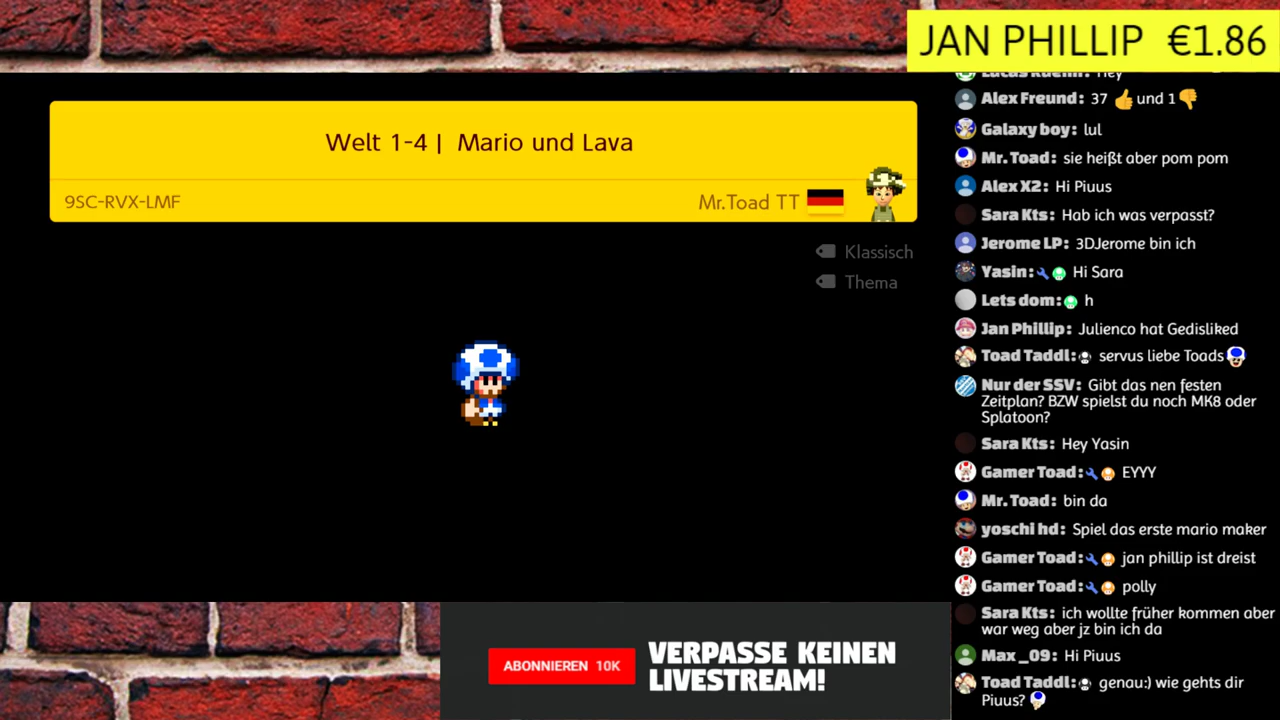 JAN PHILLIP €1.86
Welt 1-4 | Mario und Lava
9SC-RVX-LMF
Mr.Toad TT
Klassisch
Thema
Hey
Alex Freund: 37 👍und 1👎
Galaxy boy: lul
Mr. Toad: sie heißt aber pom pom
Alex X2: Hi Piuus
Sara Kts: Hab ich was verpasst?
Jerome LP: 3DJerome bin ich
Yasin: Hi Sara
Lets dom: h
Jan Phillip: Julienco hat Gedisliked
Toad Taddl: servus liebe Toads
Nur der SSV: Gibt das nen festen
Zeitplan? BZW spielst du noch MK8 oder
Splatoon?
Sara Kts: Hey Yasin
Gamer Toad: EYYY
Mr. Toad: bin da
yoschi hd: Spiel das erste mario maker
Gamer Toad: jan phillip ist dreist
Gamer Toad: polly
Sara Kts: ich wollte früher kommen aber
war weg aber jz bin ich da
Max_09: Hi Piuus
Toad Taddl: genau:) wie gehts dir
Piuus?
ABONNIEREN 10K
VERPASSE KEINEN
LIVESTREAM!